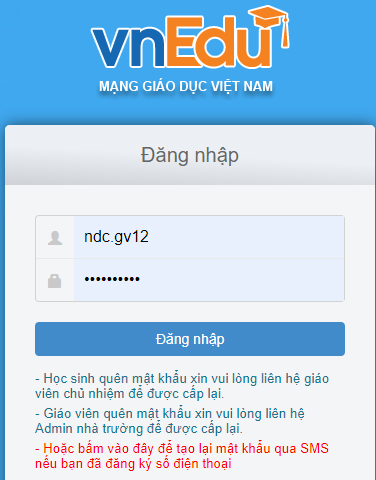 vnEdu
MẠNG GIÁO DỤC VIỆT NAM
Đăng nhập
ndc.gv12
••••••••••
Đăng nhập
- Học sinh quên mật khẩu xin vui lòng liên hệ giáo
viên chủ nhiệm để được cấp lại.
- Giáo viên quên mật khẩu xin vui lòng liên hệ
Admin nhà trường để được cấp lại.
- Hoặc bấm vào đây để tạo lại mật khẩu qua SMS
nếu bạn đã đăng ký số điện thoại